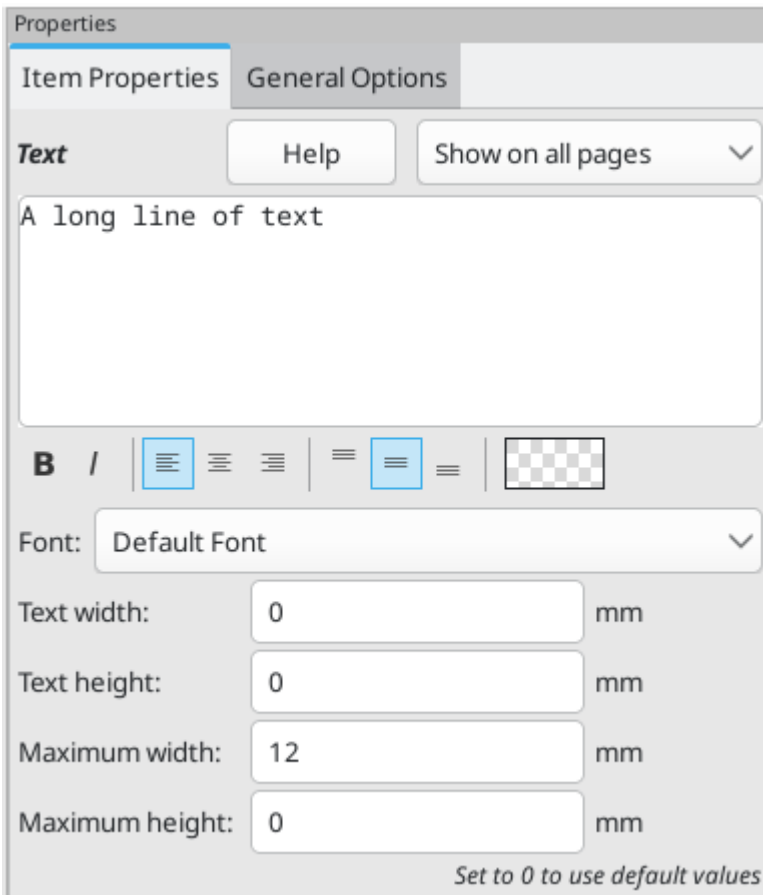 Properties
Item Properties General Options
Text Help Show on all pages
A long line of text
B I
Font: Default Font
Text width: 0 mm
Text height: 0 mm
Maximum width: 12 mm
Maximum height: 0 mm
Set to 0 to use default values